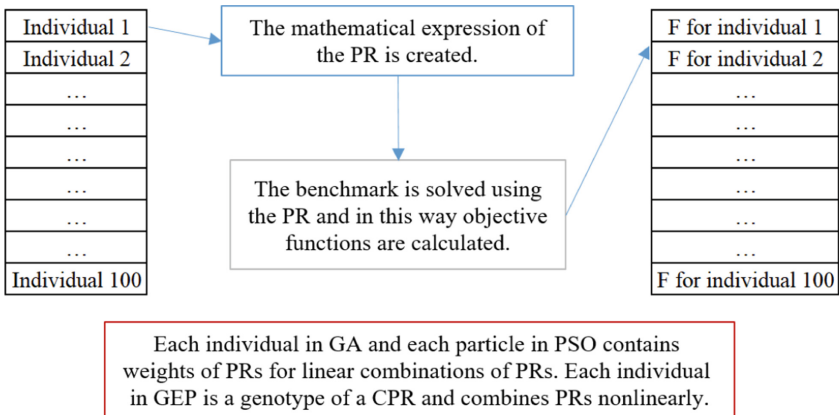 Individual 1
Individual 2
...
...
...
...
...
...
Individual 100
The mathematical expression of
the PR is created.
The benchmark is solved using
the PR and in this way objective
functions are calculated.
F for individual 1
F for individual 2
...
...
...
...
...
...
F for individual 100
Each individual in GA and each particle in PSO contains
weights of PRs for linear combinations of PRs. Each individual
in GEP is a genotype of a CPR and combines PRs nonlinearly.